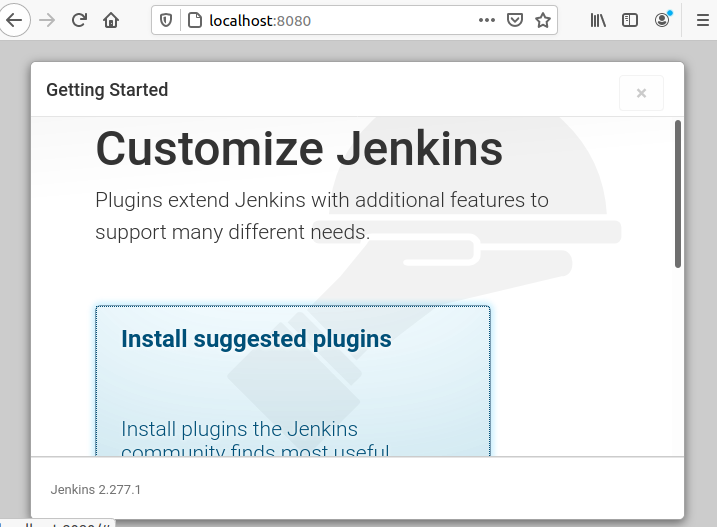 localhost:8080
Getting Started
Customize Jenkins
Plugins extend Jenkins with additional features to
support many different needs.
Install suggested plugins
Install plugins the Jenkins
community finds most useful.
Jenkins 2.277.1